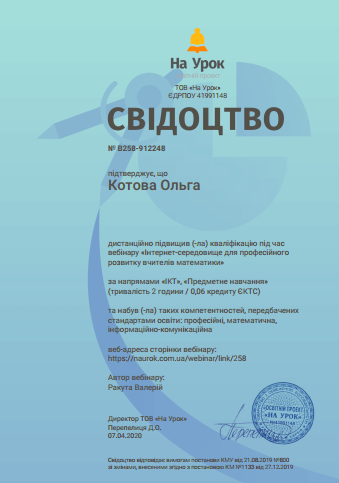 На Урок
освітній проєкт
ТОВ «На Урок»
ЄДРПОУ 41991148
СВІДОЦТВО
№ В258-912248
підтверджує, що
Котова Ольга
дистанційно підвищив (-ла) кваліфікацію під час
вебінару «Інтернет-середовище для професійного
розвитку вчителів математики»
за напрямами «ІКТ», «Предметне навчання»
(тривалість 2 години / 0,06 кредиту ЄКТС)
та набув (-ла) таких компетентностей, передбачених
стандартами освіти: професійні, математична,
інформаційно-комунікаційна
веб-адреса сторінки вебінару:
https://naurok.com.ua/webinar/link/258
Автор вебінару:
Ракута Валерій
Директор ТОВ «На Урок»
Перепелиця Д.О.
07.04.2020
«ОСВІТНІЙ ПРОЕКТ
«НА УРОК»
Свідоцтво відповідає вимогам постанови КМУ від 21.08.2019 №800
зі змінами, внесеними згідно з постановою КМ №1133 від 27.12.2019